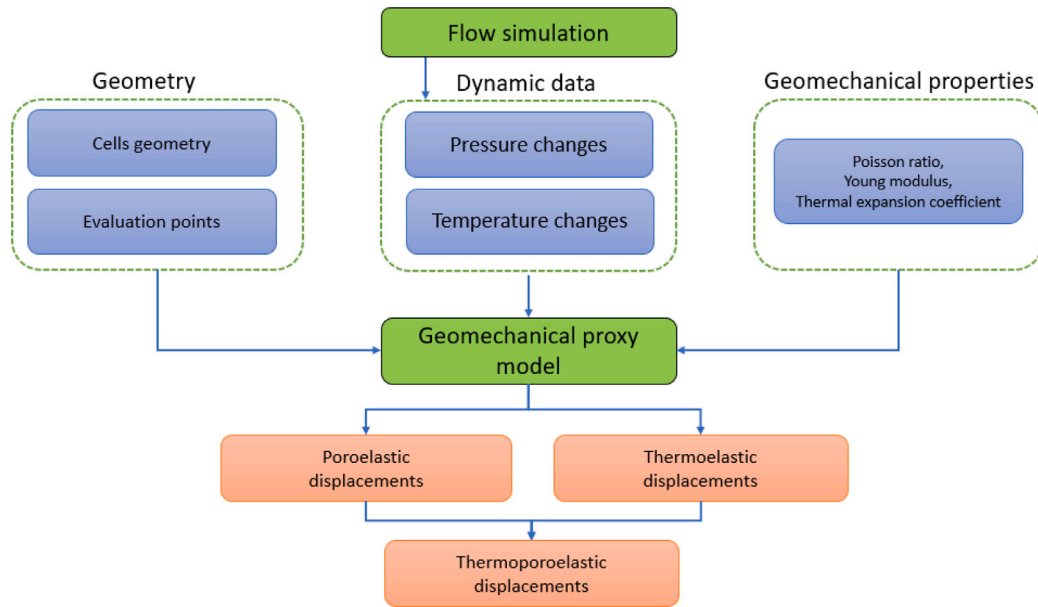 Flow simulation
Geometry
Cells geometry
Evaluation points
Dynamic data
Pressure changes
Temperature changes
Geomechanical properties
Poisson ratio,
Young modulus,
Thermal expansion coefficient
Geomechanical proxy
model
Poroelastic
displacements
Thermoelastic
displacements
Thermoporoelastic
displacements